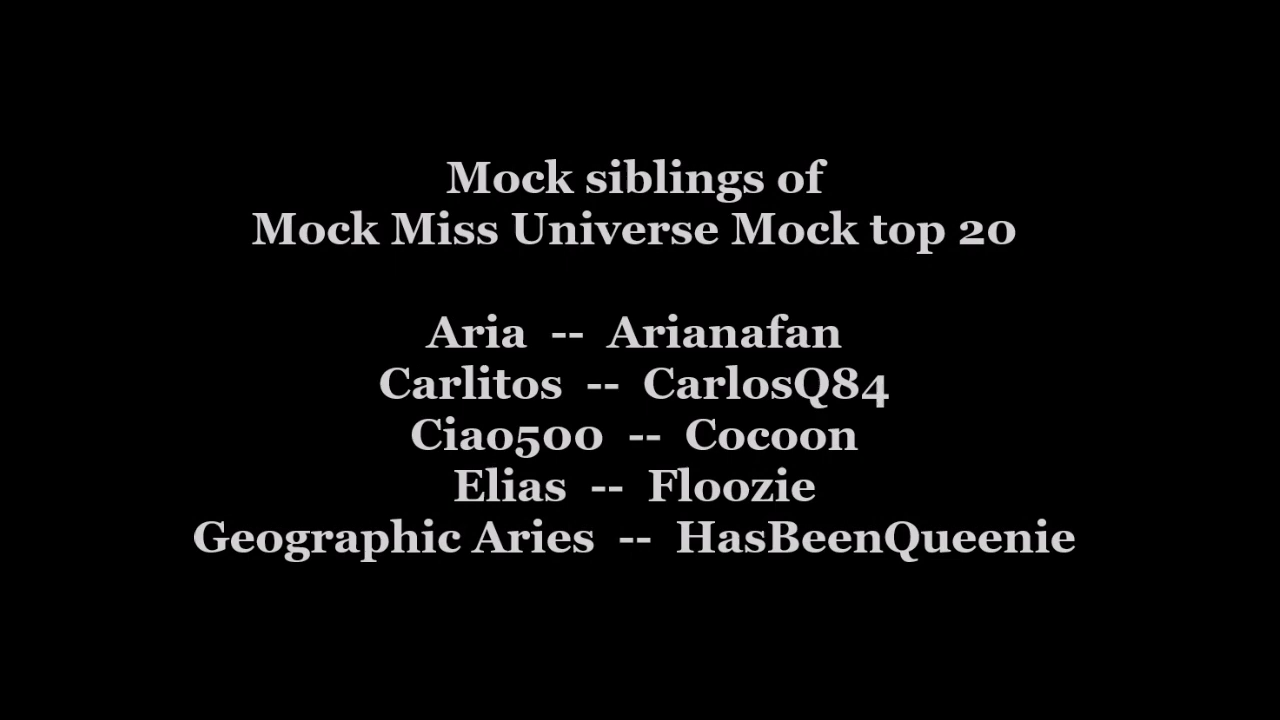 Mock siblings of
Mock Miss Universe Mock top 20
Aria -- Arianafan
Carlitos -- CarlosQ84
Ciao500 -- Cocoon
Elias -- Floozie
Geographic Aries -- HasBeenQueenie